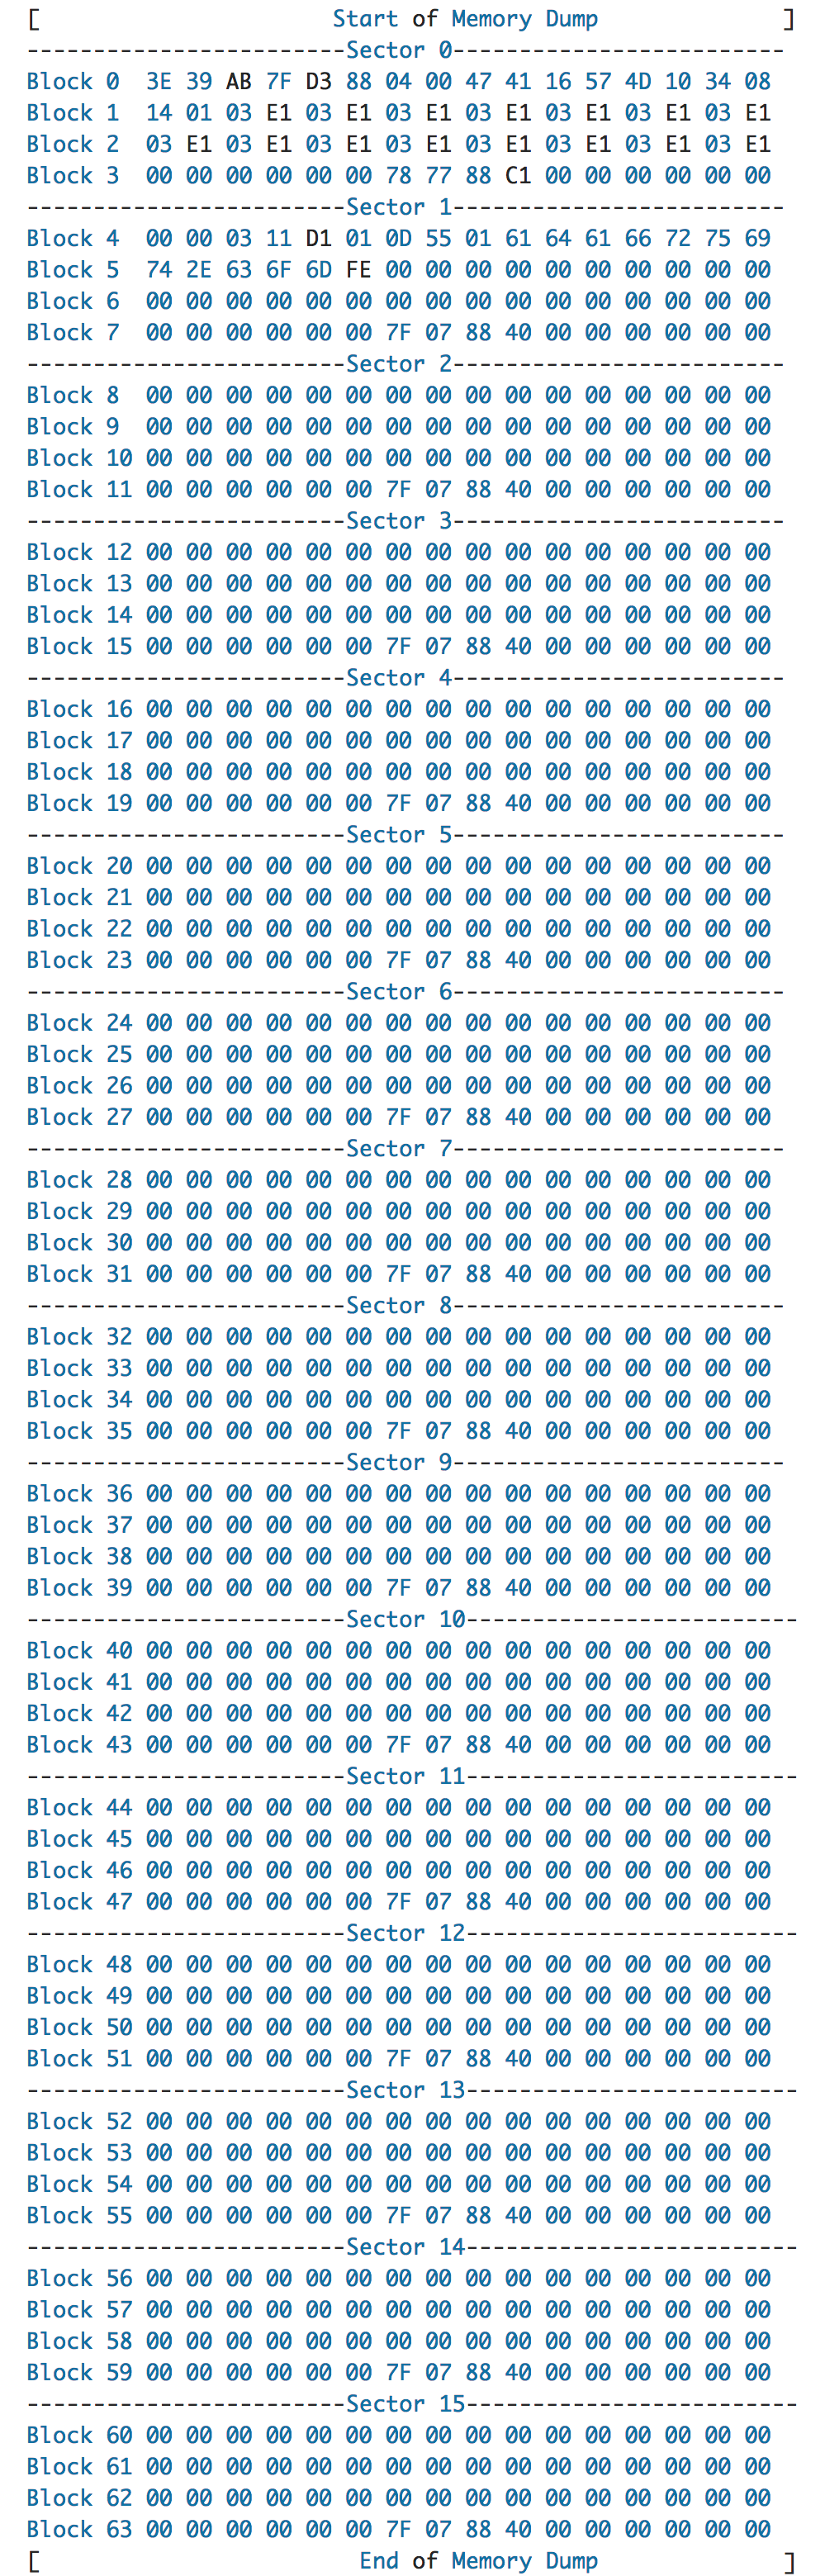 [                      Start of Memory Dump              ]
------------------------Sector 0-------------------------
Block 0  3E 39 AB 7F D3 88 04 00 47 41 16 57 4D 10 34 08
Block 1  14 01 03 E1 03 E1 03 E1 03 E1 03 E1 03 E1 03 E1
Block 2  03 E1 03 E1 03 E1 03 E1 03 E1 03 E1 03 E1 03 E1
Block 3  00 00 00 00 00 00 78 77 88 C1 00 00 00 00 00 00
------------------------Sector 1-------------------------
Block 4  00 00 03 11 D1 01 0D 55 01 61 64 61 66 72 75 69
Block 5  74 2E 63 6F 6D FE 00 00 00 00 00 00 00 00 00 00
Block 6  00 00 00 00 00 00 00 00 00 00 00 00 00 00 00 00
Block 7  00 00 00 00 00 00 7F 07 88 40 00 00 00 00 00 00
------------------------Sector 2-------------------------
Block 8  00 00 00 00 00 00 00 00 00 00 00 00 00 00 00 00
Block 9  00 00 00 00 00 00 00 00 00 00 00 00 00 00 00 00
Block 10 00 00 00 00 00 00 00 00 00 00 00 00 00 00 00 00
Block 11 00 00 00 00 00 00 7F 07 88 40 00 00 00 00 00 00
------------------------Sector 3-------------------------
Block 12 00 00 00 00 00 00 00 00 00 00 00 00 00 00 00 00
Block 13 00 00 00 00 00 00 00 00 00 00 00 00 00 00 00 00
Block 14 00 00 00 00 00 00 00 00 00 00 00 00 00 00 00 00
Block 15 00 00 00 00 00 00 7F 07 88 40 00 00 00 00 00 00
------------------------Sector 4-------------------------
Block 16 00 00 00 00 00 00 00 00 00 00 00 00 00 00 00 00
Block 17 00 00 00 00 00 00 00 00 00 00 00 00 00 00 00 00
Block 18 00 00 00 00 00 00 00 00 00 00 00 00 00 00 00 00
Block 19 00 00 00 00 00 00 7F 07 88 40 00 00 00 00 00 00
------------------------Sector 5-------------------------
Block 20 00 00 00 00 00 00 00 00 00 00 00 00 00 00 00 00
Block 21 00 00 00 00 00 00 00 00 00 00 00 00 00 00 00 00
Block 22 00 00 00 00 00 00 00 00 00 00 00 00 00 00 00 00
Block 23 00 00 00 00 00 00 7F 07 88 40 00 00 00 00 00 00
------------------------Sector 6-------------------------
Block 24 00 00 00 00 00 00 00 00 00 00 00 00 00 00 00 00
Block 25 00 00 00 00 00 00 00 00 00 00 00 00 00 00 00 00
Block 26 00 00 00 00 00 00 00 00 00 00 00 00 00 00 00 00
Block 27 00 00 00 00 00 00 7F 07 88 40 00 00 00 00 00 00
------------------------Sector 7-------------------------
Block 28 00 00 00 00 00 00 00 00 00 00 00 00 00 00 00 00
Block 29 00 00 00 00 00 00 00 00 00 00 00 00 00 00 00 00
Block 30 00 00 00 00 00 00 00 00 00 00 00 00 00 00 00 00
Block 31 00 00 00 00 00 00 7F 07 88 40 00 00 00 00 00 00
------------------------Sector 8-------------------------
Block 32 00 00 00 00 00 00 00 00 00 00 00 00 00 00 00 00
Block 33 00 00 00 00 00 00 00 00 00 00 00 00 00 00 00 00
Block 34 00 00 00 00 00 00 00 00 00 00 00 00 00 00 00 00
Block 35 00 00 00 00 00 00 7F 07 88 40 00 00 00 00 00 00
------------------------Sector 9-------------------------
Block 36 00 00 00 00 00 00 00 00 00 00 00 00 00 00 00 00
Block 37 00 00 00 00 00 00 00 00 00 00 00 00 00 00 00 00
Block 38 00 00 00 00 00 00 00 00 00 00 00 00 00 00 00 00
Block 39 00 00 00 00 00 00 7F 07 88 40 00 00 00 00 00 00
------------------------Sector 10-------------------------
Block 40 00 00 00 00 00 00 00 00 00 00 00 00 00 00 00 00
Block 41 00 00 00 00 00 00 00 00 00 00 00 00 00 00 00 00
Block 42 00 00 00 00 00 00 00 00 00 00 00 00 00 00 00 00
Block 43 00 00 00 00 00 00 7F 07 88 40 00 00 00 00 00 00
------------------------Sector 11-------------------------
Block 44 00 00 00 00 00 00 00 00 00 00 00 00 00 00 00 00
Block 45 00 00 00 00 00 00 00 00 00 00 00 00 00 00 00 00
Block 46 00 00 00 00 00 00 00 00 00 00 00 00 00 00 00 00
Block 47 00 00 00 00 00 00 7F 07 88 40 00 00 00 00 00 00
------------------------Sector 12-------------------------
Block 48 00 00 00 00 00 00 00 00 00 00 00 00 00 00 00 00
Block 49 00 00 00 00 00 00 00 00 00 00 00 00 00 00 00 00
Block 50 00 00 00 00 00 00 00 00 00 00 00 00 00 00 00 00
Block 51 00 00 00 00 00 00 7F 07 88 40 00 00 00 00 00 00
------------------------Sector 13-------------------------
Block 52 00 00 00 00 00 00 00 00 00 00 00 00 00 00 00 00
Block 53 00 00 00 00 00 00 00 00 00 00 00 00 00 00 00 00
Block 54 00 00 00 00 00 00 00 00 00 00 00 00 00 00 00 00
Block 55 00 00 00 00 00 00 7F 07 88 40 00 00 00 00 00 00
------------------------Sector 14-------------------------
Block 56 00 00 00 00 00 00 00 00 00 00 00 00 00 00 00 00
Block 57 00 00 00 00 00 00 00 00 00 00 00 00 00 00 00 00
Block 58 00 00 00 00 00 00 00 00 00 00 00 00 00 00 00 00
Block 59 00 00 00 00 00 00 7F 07 88 40 00 00 00 00 00 00
------------------------Sector 15-------------------------
Block 60 00 00 00 00 00 00 00 00 00 00 00 00 00 00 00 00
Block 61 00 00 00 00 00 00 00 00 00 00 00 00 00 00 00 00
Block 62 00 00 00 00 00 00 00 00 00 00 00 00 00 00 00 00
Block 63 00 00 00 00 00 00 7F 07 88 40 00 00 00 00 00 00
[                        End of Memory Dump              ]